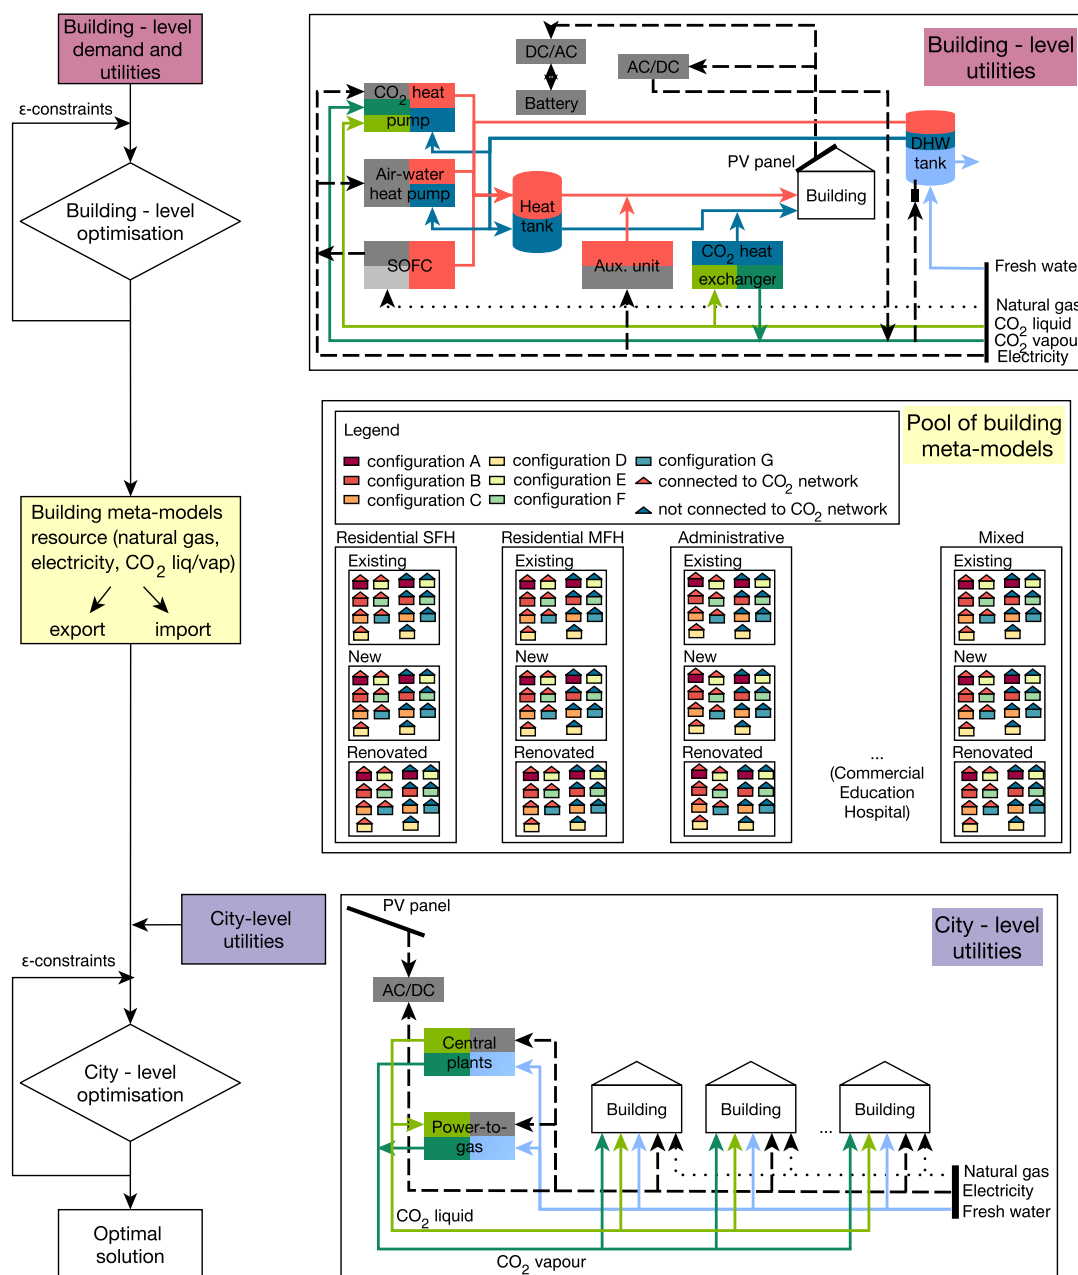 Building - level
demand and
utilities
ε-constraints
Building - level
optimisation
Building meta-models
resource (natural gas,
electricity, CO2 liq/vap)
export import
City-level
utilities
ε-constraints
City - level
optimisation
Optimal
solution
Building - level
utilities
DC/AC
AC/DC
Battery
CO2 heat
pump
PV panel
DHW
tank
Air-water
heat pump
Heat
tank
Building
SOFC
Aux. unit
CO2 heat
exchanger
Fresh water
Natural gas
CO2 liquid
CO2 vapour
Electricity
Pool of building
meta-models
Legend
configuration A
configuration B
configuration C
configuration D
configuration E
configuration F
configuration G
connected to CO2 network
not connected to CO2 network
Residential SFH
Existing
New
Renovated
Residential MFH
Existing
New
Renovated
Administrative
Existing
New
Renovated
...
(Commercial
Education
Hospital)
Mixed
Existing
New
Renovated
City - level
utilities
PV panel
AC/DC
Central
plants
Power-to-
gas
Building
Building
...
Building
Natural gas
Electricity
Fresh water
CO2 liquid
CO2 vapour